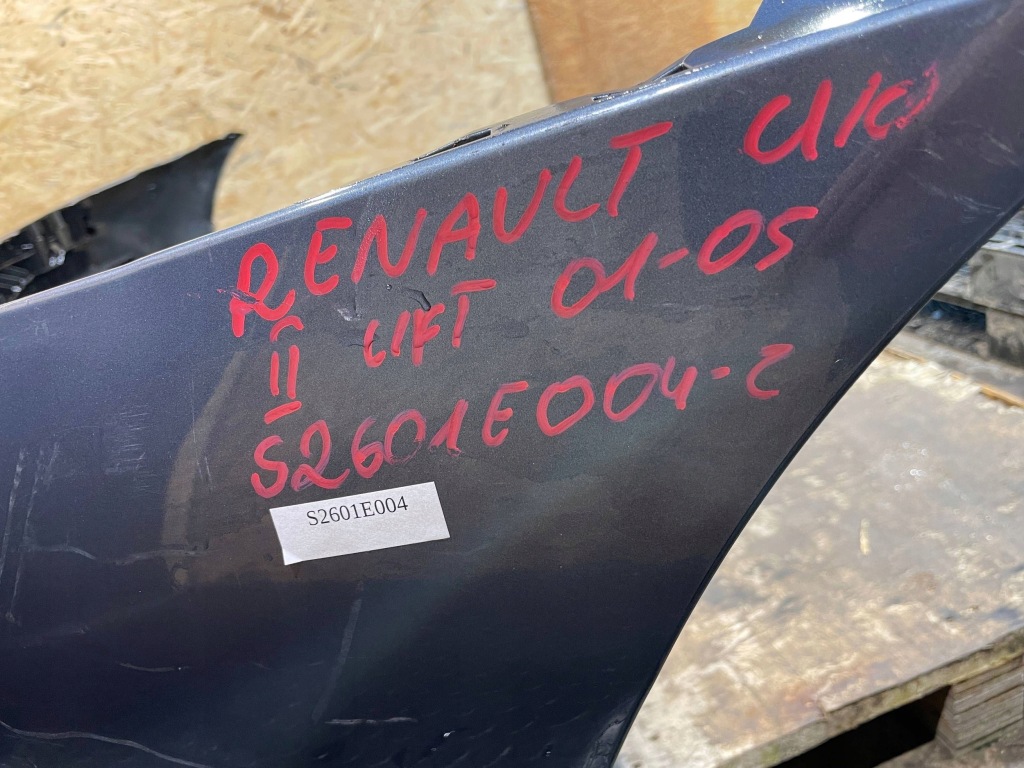 RENAULT CLIO
II LIFT 01-05
S2601E004-2
S2601E004